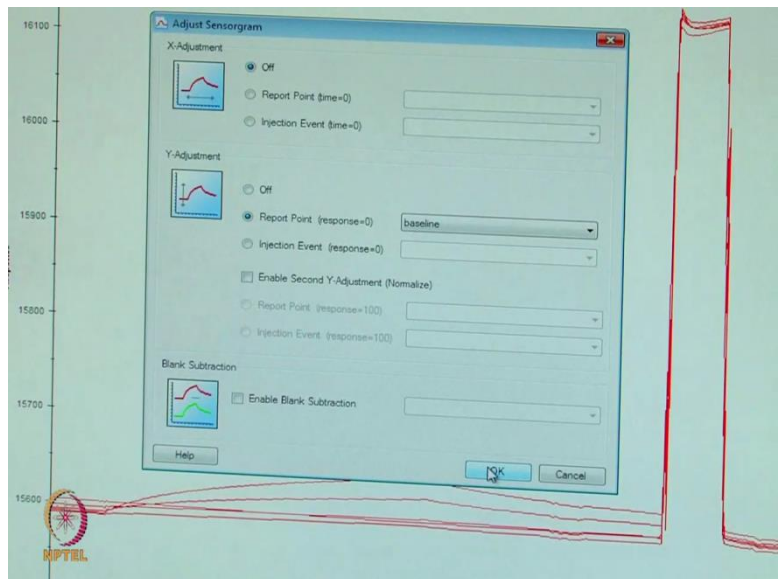 16100
16000
15900
15800
15700
15600
Adjust Sensorgram
X-Adjustment
Off
Report Point (time=0)
Injection Event (time=0)
Y-Adjustment
Off
Report Point (response=0)
baseline
Injection Event (response=0)
Enable Second Y-Adjustment (Normalize)
Report Point (response=100)
Injection Event (response=100)
Blank Subtraction
Enable Blank Subtraction
Help
OK
Cancel
NPTEL